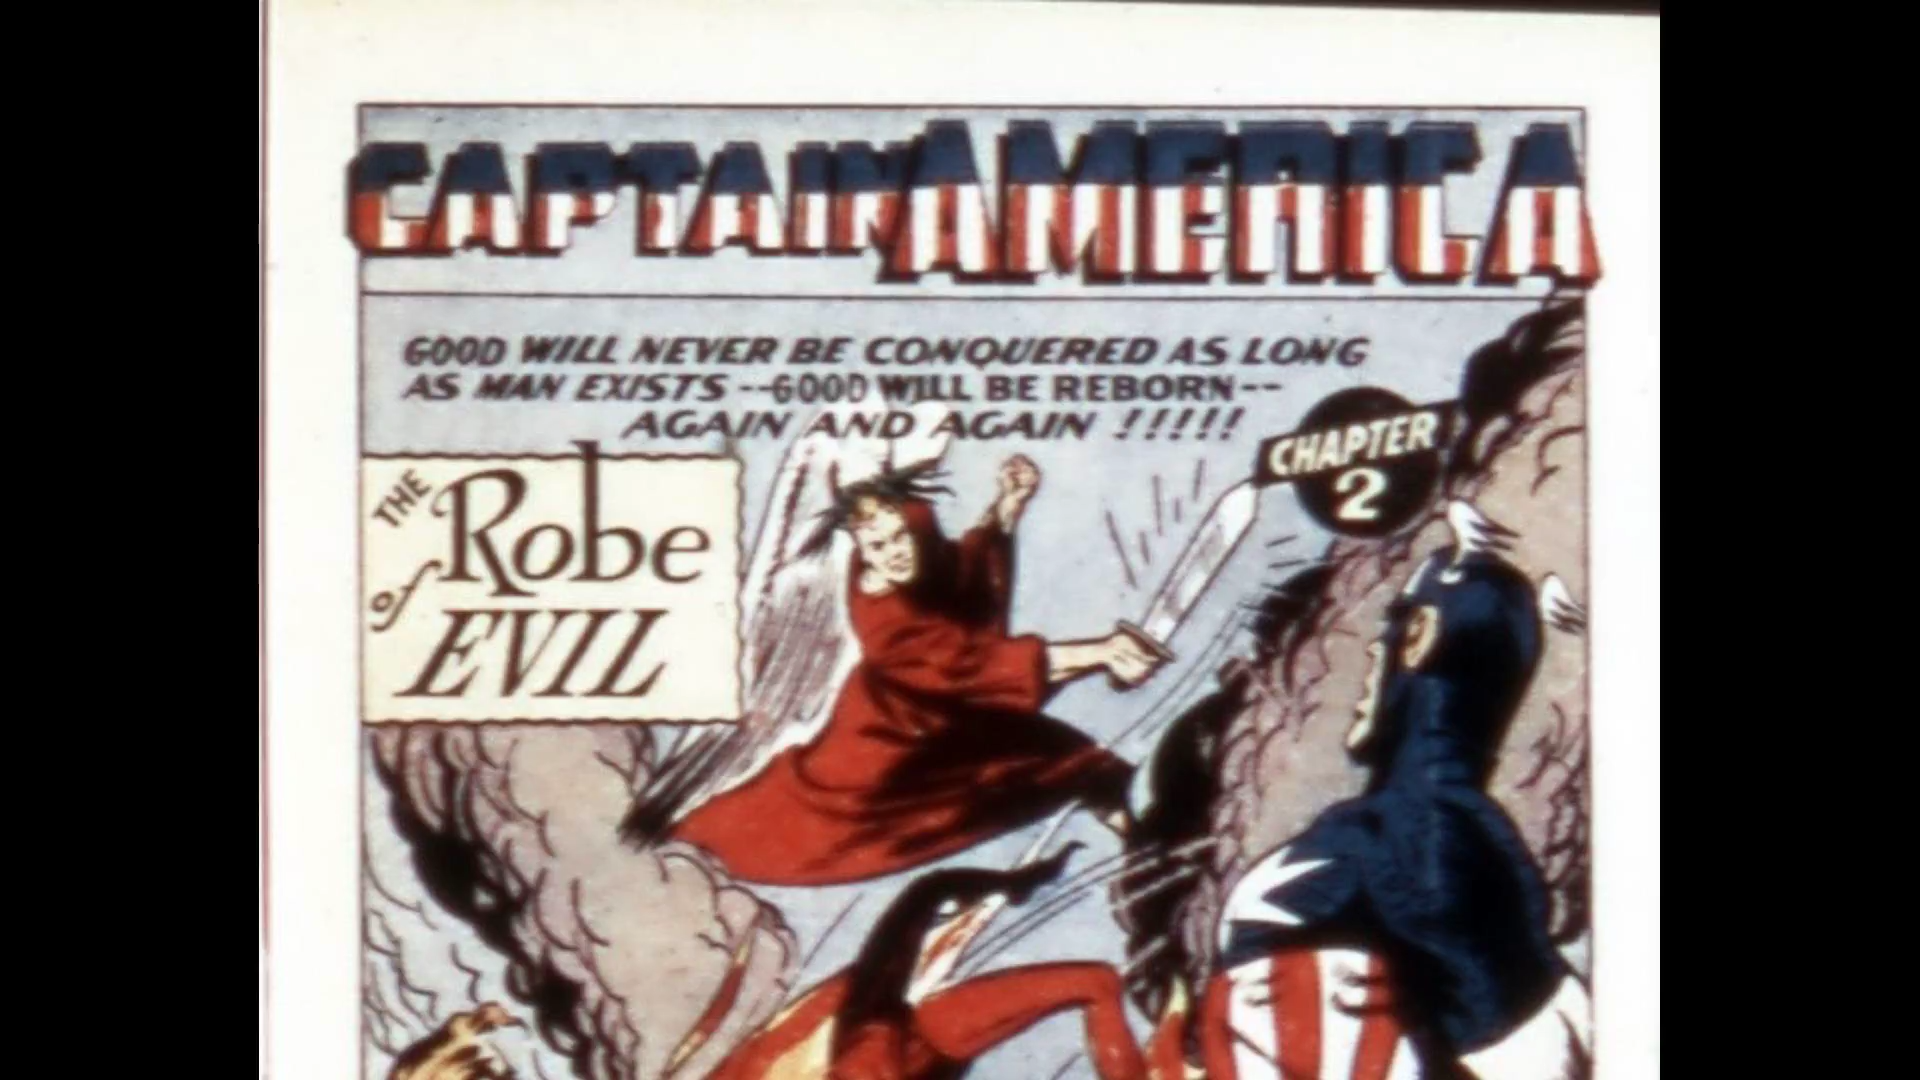 CAPTAIN AMERICA
GOOD WILL NEVER BE CONQUERED AS LONG
AS MAN EXISTS --GOOD WILL BE REBORN--
AGAIN AND AGAIN !!!!!
CHAPTER
2
THE
Robe
of
EVIL